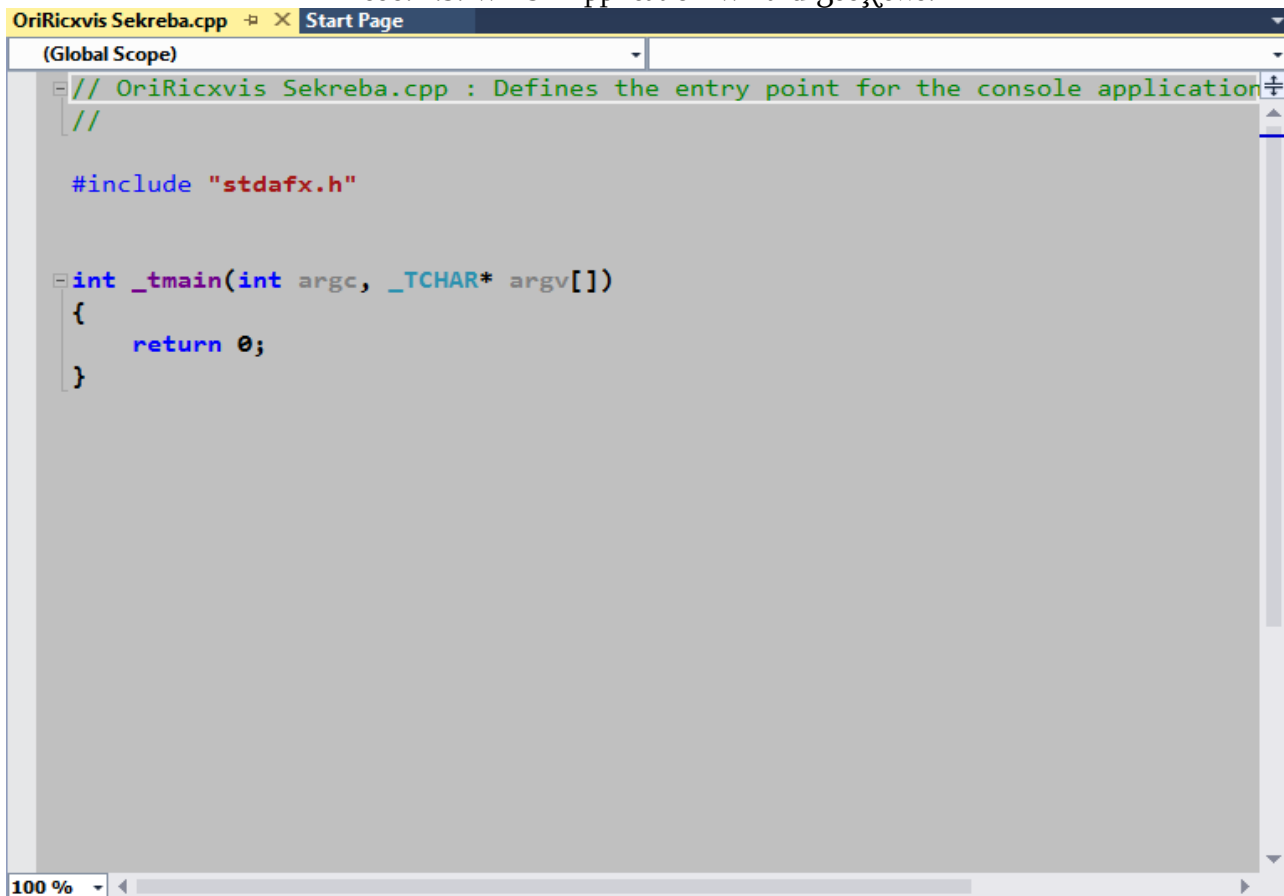 OriRicxvis Sekreba.cpp Start Page
(Global Scope)
// OriRicxvis Sekreba.cpp : Defines the entry point for the console application
//
#include "stdafx.h"
int _tmain(int argc, _TCHAR* argv[])
{
return 0;
}
100 %